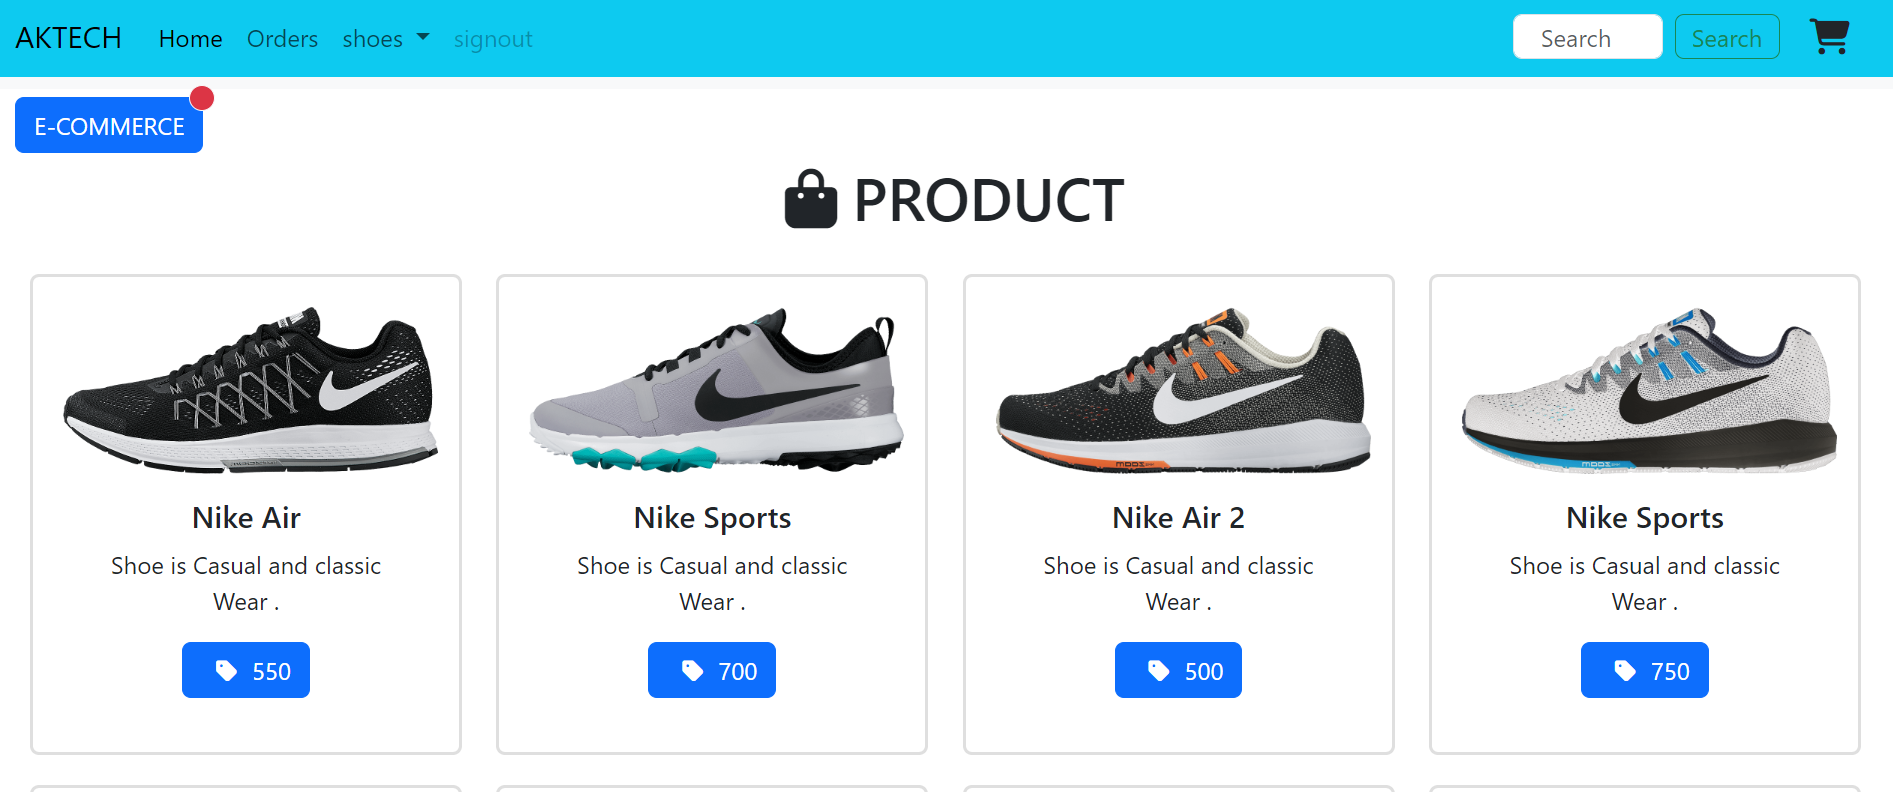 AKTECH Home Orders shoes signout Search Search
E-COMMERCE
PRODUCT
Nike Air
Shoe is Casual and classic
Wear .
550
Nike Sports
Shoe is Casual and classic
Wear .
700
Nike Air 2
Shoe is Casual and classic
Wear .
500
Nike Sports
Shoe is Casual and classic
Wear .
750